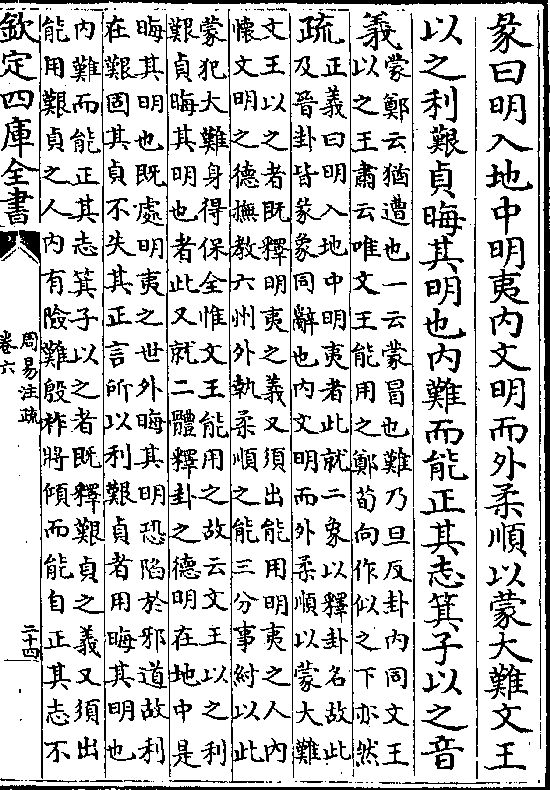 彖曰明入地中明夷内文明而外柔順以蒙大難文王
以之利艱貞晦其明也内難而能正其志箕子以之音
義蒙鄭云猶遭也一云蒙冒也難乃旦反卦内同文王
以之王肅云唯文王能用之鄭荀向作似之下亦然
疏正義曰明入地中明夷者此就二象以釋卦名故此
及晉卦皆彖象同辭也内文明而外柔順以蒙大難
文王以之者既釋明夷之義又須出能用明夷之人内
懷文明之德撫教六州外執柔順之能三分事紂以此
蒙犯大難身得保全惟文王能用之故云文王以之利
艱貞晦其明也者此又就二體釋卦之德明在地中是
晦其明也既處明夷之世外晦其明恐陷於邪道故利
在艱固其貞不失其正言所以利艱貞者用晦其明也
内難而能正其志箕子以之者既釋艱貞之義又須出
能用艱貞之人内有險難殷祚將傾而能自正其志不
欽定四庫全書
周易注疏
卷六
二十四